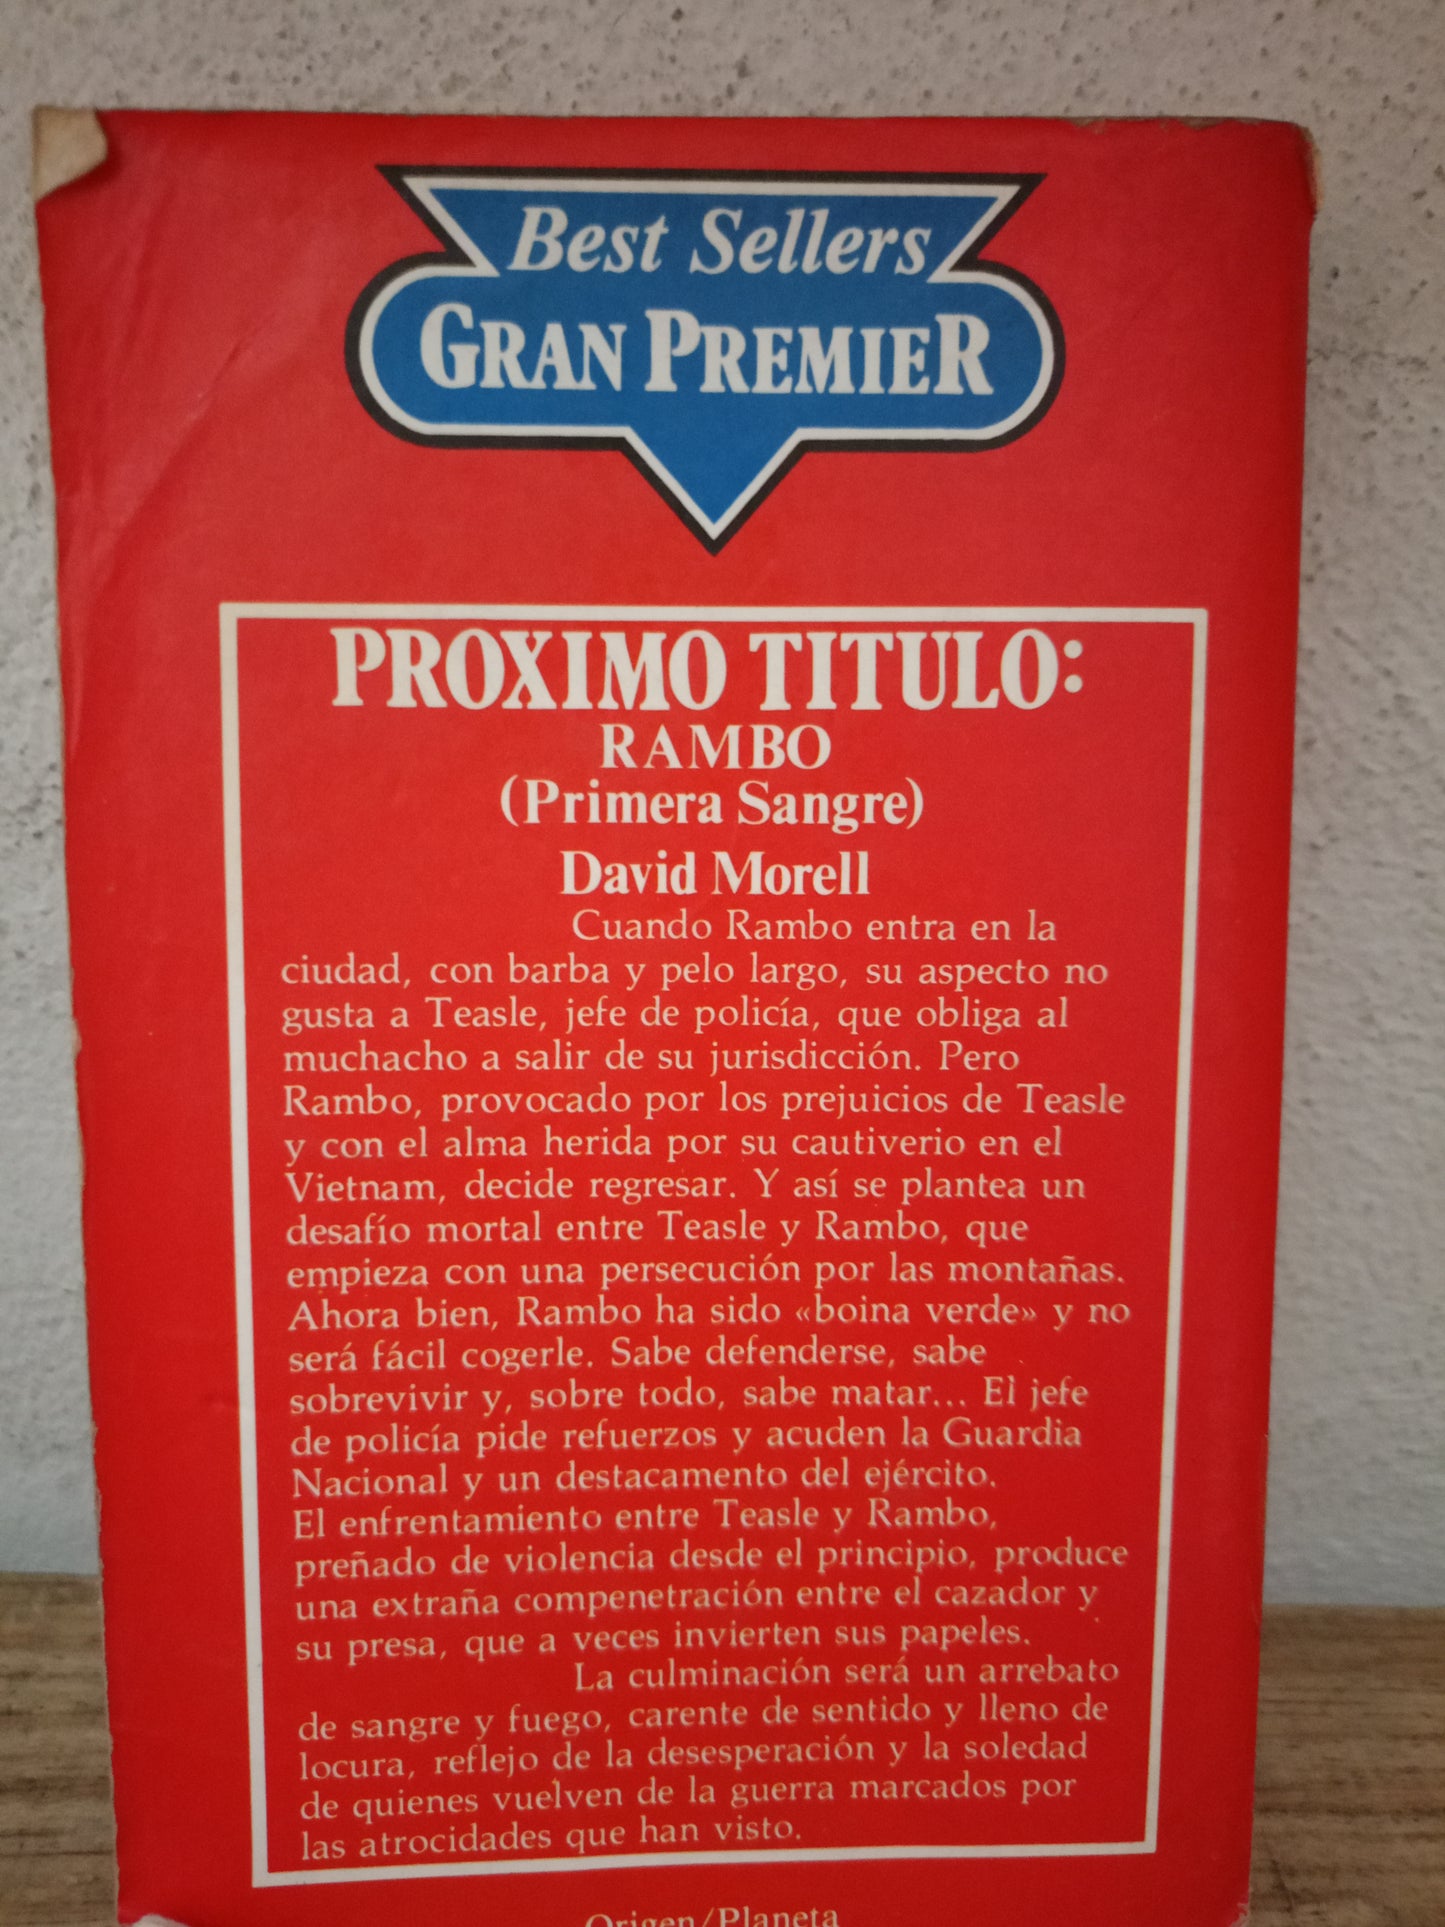 Best Sellers
GRAN PREMIER
PROXIMO TITULO:
RAMBO
(Primera Sangre)
David Morell
Cuando Rambo entra en la
ciudad, con barba y pelo largo, su aspecto no
gusta a Teasle, jefe de policía, que obliga al
muchacho a salir de su jurisdicción. Pero
Rambo, provocado por los prejuicios de Teasle
y con el alma herida por su cautiverio en el
Vietnam, decide regresar. Y así se plantea un
desafío mortal entre Teasle y Rambo, que
empieza con una persecución por las montañas.
Ahora bien, Rambo ha sido «boina verde» y no
será fácil cogerle. Sabe defenderse, sabe
sobrevivir y, sobre todo, sabe matar... El jefe
de policía pide refuerzos y acuden la Guardia
Nacional y un destacamento del ejército.
El enfrentamiento entre Teasle y Rambo,
preñado de violencia desde el principio, produce
una extraña compenetración entre el cazador y
su presa, que a veces invierten sus papeles.
La culminación será un arrebato
de sangre y fuego, carente de sentido y lleno de
locura, reflejo de la desesperación y la soledad
de quienes vuelven de la guerra marcados por
las atrocidades que han visto.
Origen/Planeta